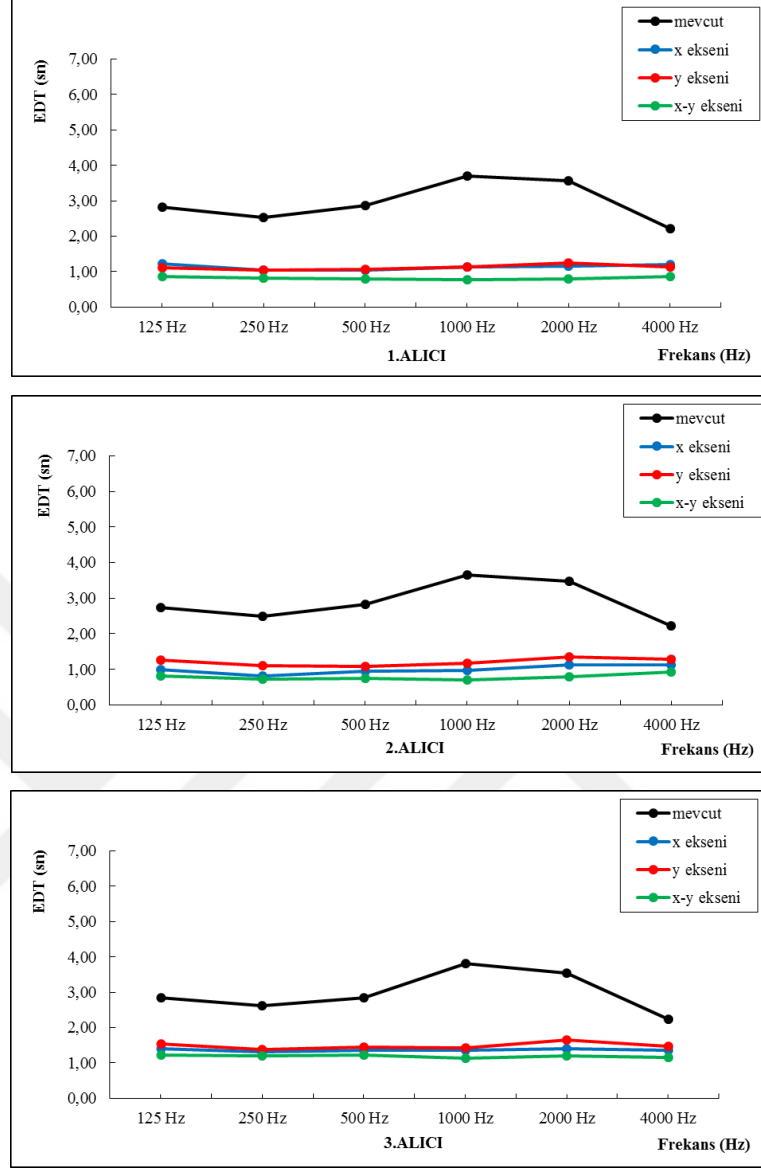 mevcut
x ekseni
y ekseni
x-y ekseni
EDT (sn)
7,00
6,00
5,00
4,00
3,00
2,00
1,00
0,00
125 Hz 250 Hz 500 Hz 1000 Hz 2000 Hz 4000 Hz
1.ALICI Frekans (Hz)
mevcut
x ekseni
y ekseni
x-y ekseni
EDT (sn)
7,00
6,00
5,00
4,00
3,00
2,00
1,00
0,00
125 Hz 250 Hz 500 Hz 1000 Hz 2000 Hz 4000 Hz
2.ALICI Frekans (Hz)
mevcut
x ekseni
y ekseni
x-y ekseni
EDT (sn)
7,00
6,00
5,00
4,00
3,00
2,00
1,00
0,00
125 Hz 250 Hz 500 Hz 1000 Hz 2000 Hz 4000 Hz
3.ALICI Frekans (Hz)